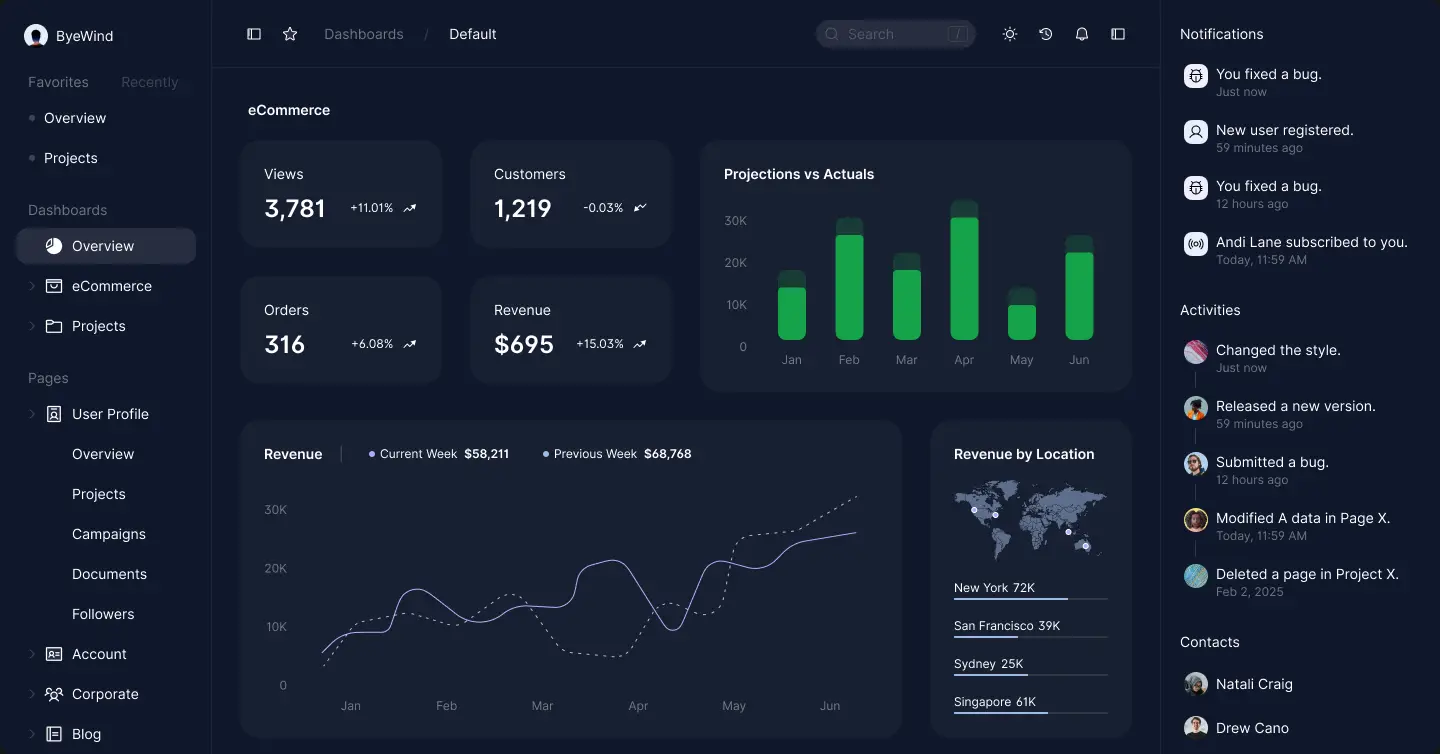 ByeWind
Favorites Recently
Overview
Projects
Dashboards
Overview
eCommerce
Projects
Pages
User Profile
Overview
Projects
Campaigns
Documents
Followers
Account
Corporate
Blog
Dashboards / Default
Search /
eCommerce
Views
3,781 +11.01%
Customers
1,219 -0.03%
Orders
316 +6.08%
Revenue
$695 +15.03%
Projections vs Actuals
30K
20K
10K
0
Jan Feb Mar Apr May Jun
Revenue Current Week $58,211 Previous Week $68,768
30K
20K
10K
0
Jan Feb Mar Apr May Jun
Revenue by Location
New York 72K
San Francisco 39K
Sydney 25K
Singapore 61K
Notifications
You fixed a bug.
Just now
New user registered.
59 minutes ago
You fixed a bug.
12 hours ago
Andi Lane subscribed to you.
Today, 11:59 AM
Activities
Changed the style.
Just now
Released a new version.
59 minutes ago
Submitted a bug.
12 hours ago
Modified A data in Page X.
Today, 11:59 AM
Deleted a page in Project X.
Feb 2, 2025
Contacts
Natali Craig
Drew Cano